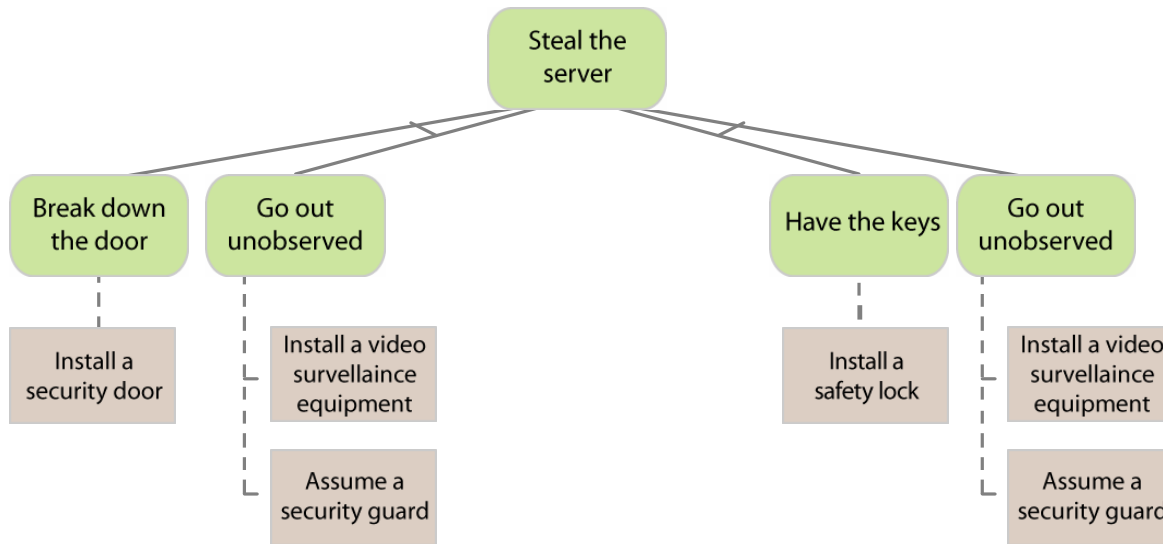 Steal the
server
Break down
the door
Go out
unobserved
Have the keys
Go out
unobserved
Install a
security door
Install a video
survellaince
equipment
Install a
safety lock
Install a video
survellaince
equipment
Assume a
security guard
Assume a
security guard